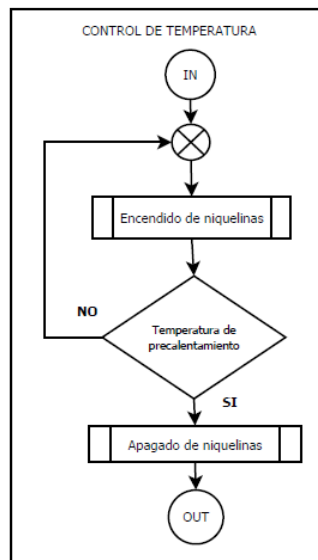 CONTROL DE TEMPERATURA
IN
Encendido de niquelinas
Temperatura de
precalentamiento
NO
SI
Apagado de niquelinas
OUT